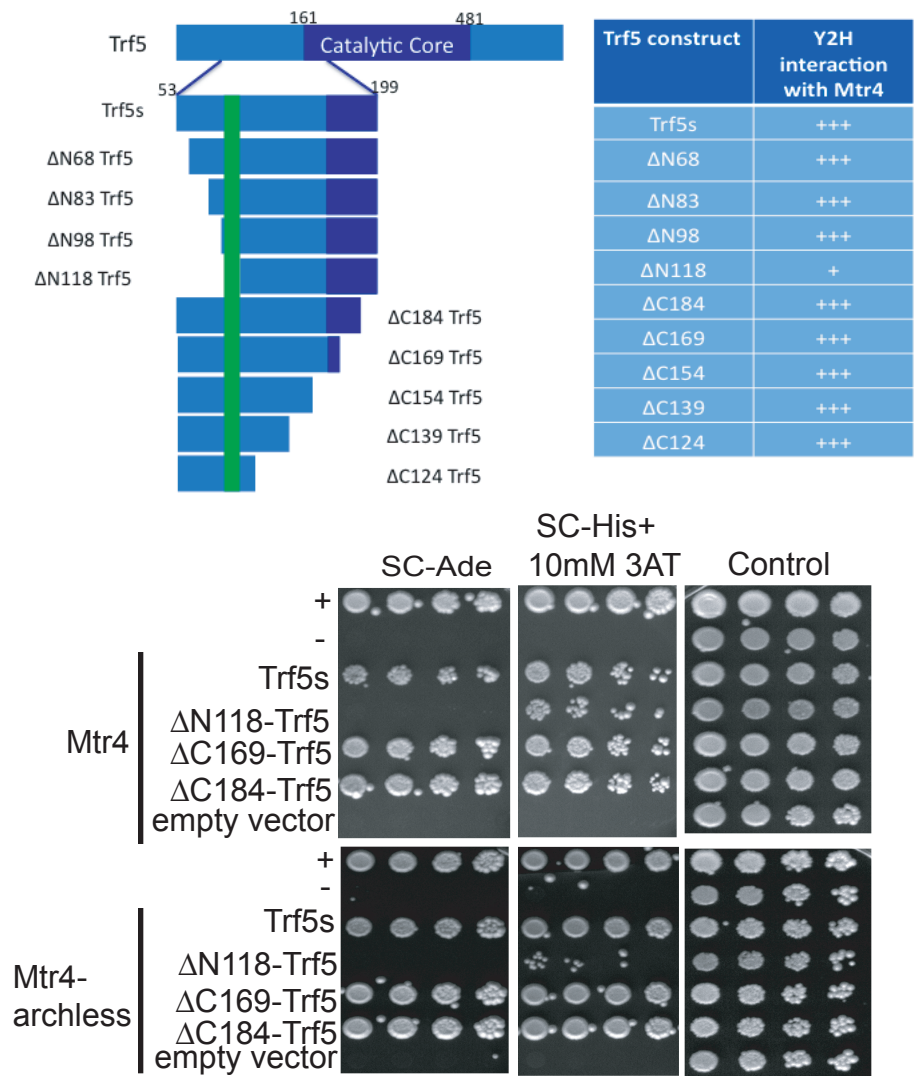 161
481
Trf5
Catalytic Core
53
199
Trf5s
ΔN68 Trf5
ΔN83 Trf5
ΔN98 Trf5
ΔN118 Trf5
ΔC184 Trf5
ΔC169 Trf5
ΔC154 Trf5
ΔC139 Trf5
ΔC124 Trf5
Trf5 construct
Y2H
interaction
with Mtr4
Trf5s +++
ΔN68 +++
ΔN83 +++
ΔN98 +++
ΔN118 +
ΔC184 +++
ΔC169 +++
ΔC154 +++
ΔC139 +++
ΔC124 +++
SC-Ade
SC-His+
10mM 3AT
Control
+
-
Mtr4
Trf5s
ΔN118-Trf5
ΔC169-Trf5
ΔC184-Trf5
empty vector
+
-
Mtr4-
archless
Trf5s
ΔN118-Trf5
ΔC169-Trf5
ΔC184-Trf5
empty vector